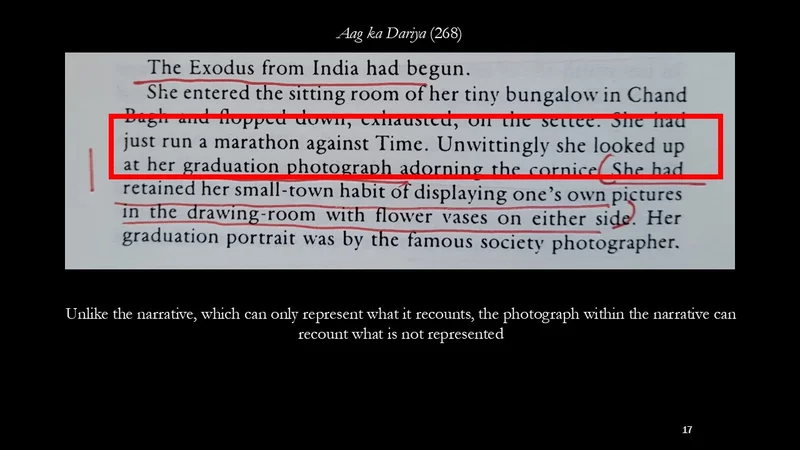 Aag ka Dariya (268)
The Exodus from India had begun.
She entered the sitting room of her tiny bungalow in Chand
Bagh and flopped down, exhausted, on the settee. She had
just run a marathon against Time. Unwittingly she looked up
at her graduation photograph adorning the cornice. She had
retained her small-town habit of displaying one's own pictures
in the drawing-room with flower vases on either side. Her
graduation portrait was by the famous society photographer.
Unlike the narrative, which can only represent what it recounts, the photograph within the narrative can
recount what is not represented
17